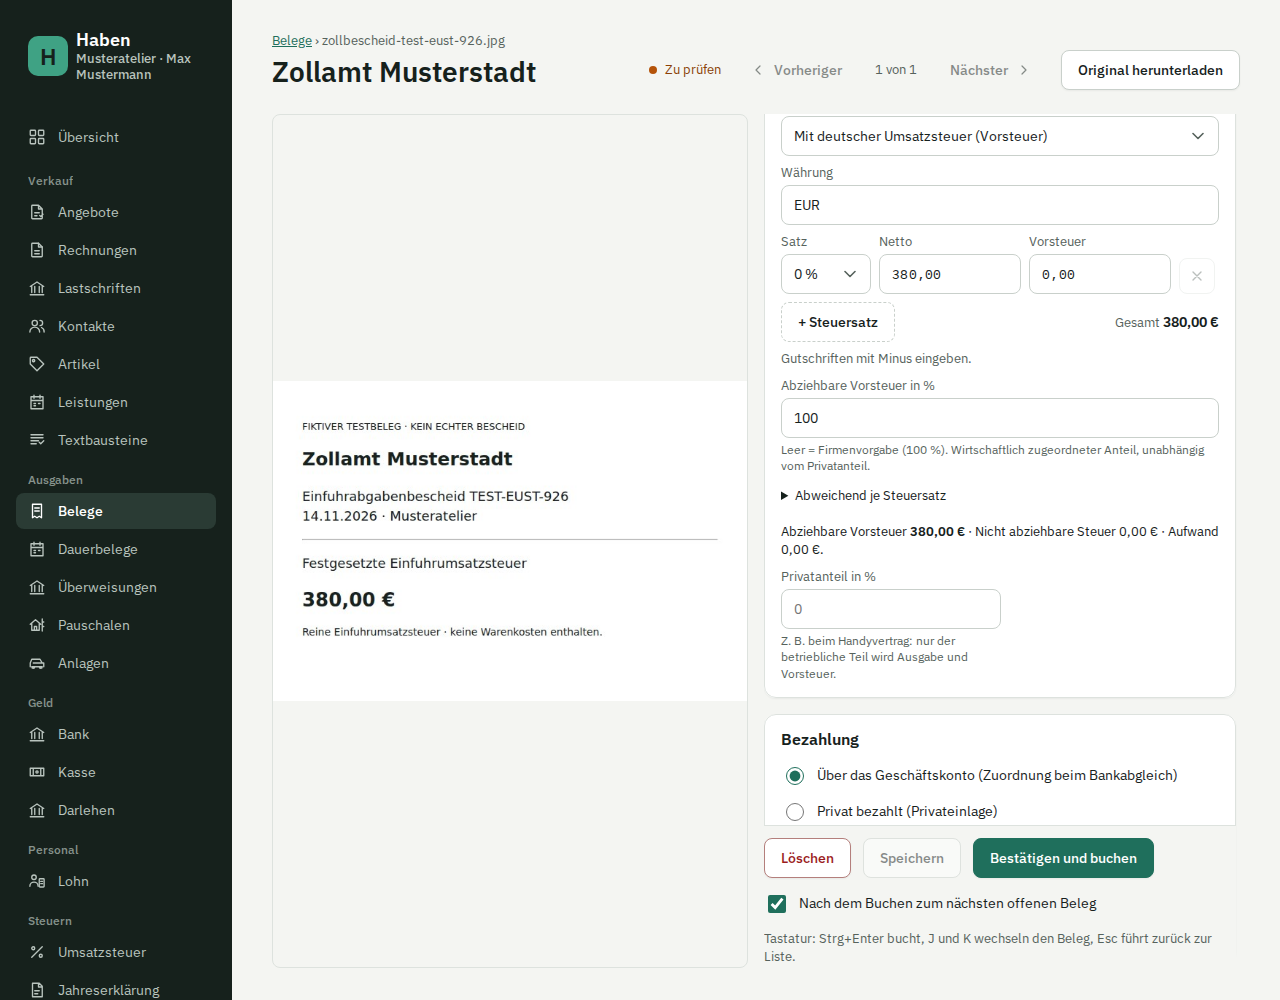 H
Haben
Musteratelier · Max
Mustermann
Übersicht
Verkauf
Angebote
Rechnungen
Lastschriften
Kontakte
Artikel
Leistungen
Textbausteine
Ausgaben
Belege
Dauerbelege
Überweisungen
Pauschalen
Anlagen
Geld
Bank
Kasse
Darlehen
Personal
Lohn
Steuern
Umsatzsteuer
Jahreserklärung
Belege › zollbescheid-test-eust-926.jpg
Zollamt Musterstadt
Zu prüfen
Vorheriger
1 von 1
Nächster
Original herunterladen
FIKTIVER TESTBELEG · KEIN ECHTER BESCHEID
Zollamt Musterstadt
Einfuhrabgabenbescheid TEST-EUST-926
14.11.2026 · Musteratelier
Festgesetzte Einfuhrumsatzsteuer
380,00 €
Reine Einfuhrumsatzsteuer · keine Warenkosten enthalten.
Mit deutscher Umsatzsteuer (Vorsteuer)
Währung
EUR
Satz Netto Vorsteuer
0 % 380,00 0,00
+ Steuersatz
Gesamt 380,00 €
Gutschriften mit Minus eingeben.
Abziehbare Vorsteuer in %
100
Leer = Firmenvorgabe (100 %). Wirtschaftlich zugeordneter Anteil, unabhängig
vom Privatanteil.
Abweichend je Steuersatz
Abziehbare Vorsteuer 380,00 € · Nicht abziehbare Steuer 0,00 € · Aufwand
0,00 €.
Privatanteil in %
0
Z. B. beim Handyvertrag: nur der
betriebliche Teil wird Ausgabe und
Vorsteuer.
Bezahlung
Über das Geschäftskonto (Zuordnung beim Bankabgleich)
Privat bezahlt (Privateinlage)
Löschen
Speichern
Bestätigen und buchen
Nach dem Buchen zum nächsten offenen Beleg
Tastatur: Strg+Enter bucht, J und K wechseln den Beleg, Esc führt zurück zur
Liste.